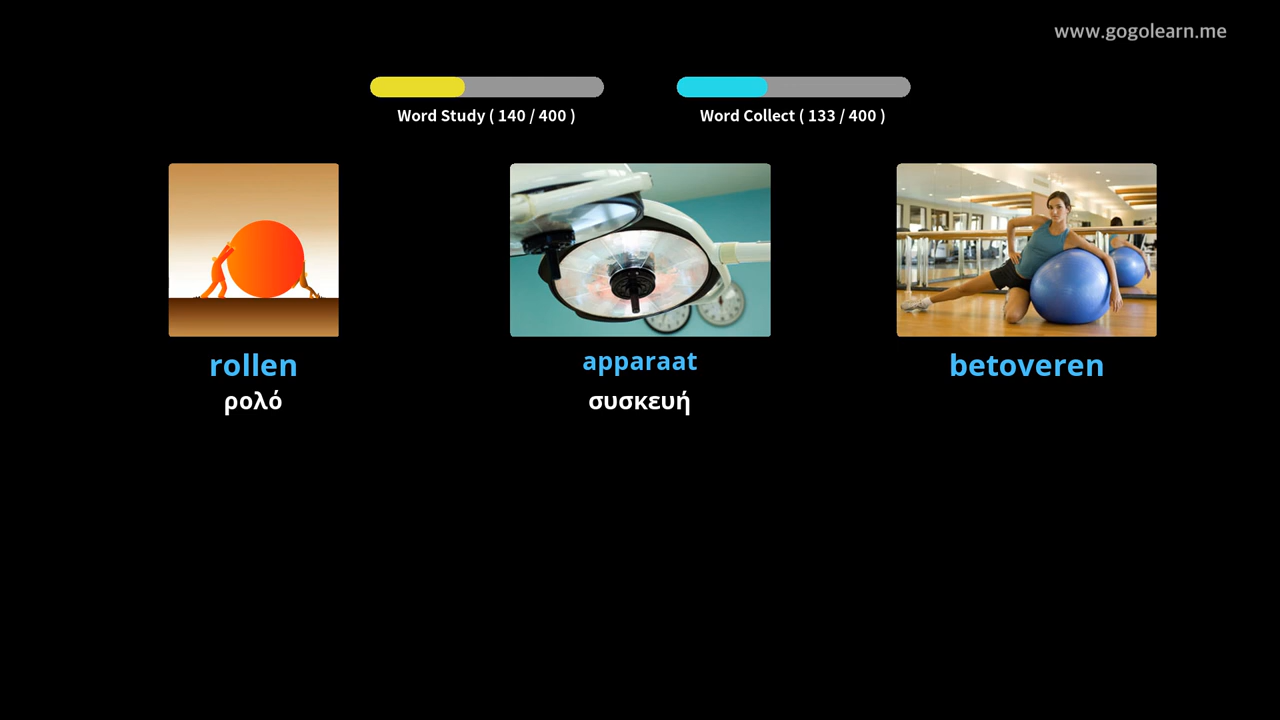 www.gogolearn.me
Word Study ( 140 / 400 )
Word Collect ( 133 / 400 )
rollen
ρολό
apparaat
συσκευή
betoveren